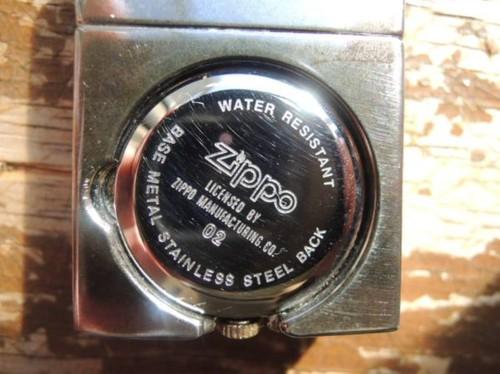 WATER RESISTANT
Zippo
LICENSED BY
ZIPPO MANUFACTURING.CO.
02
BASE METAL-STAINLESS STEEL BACK